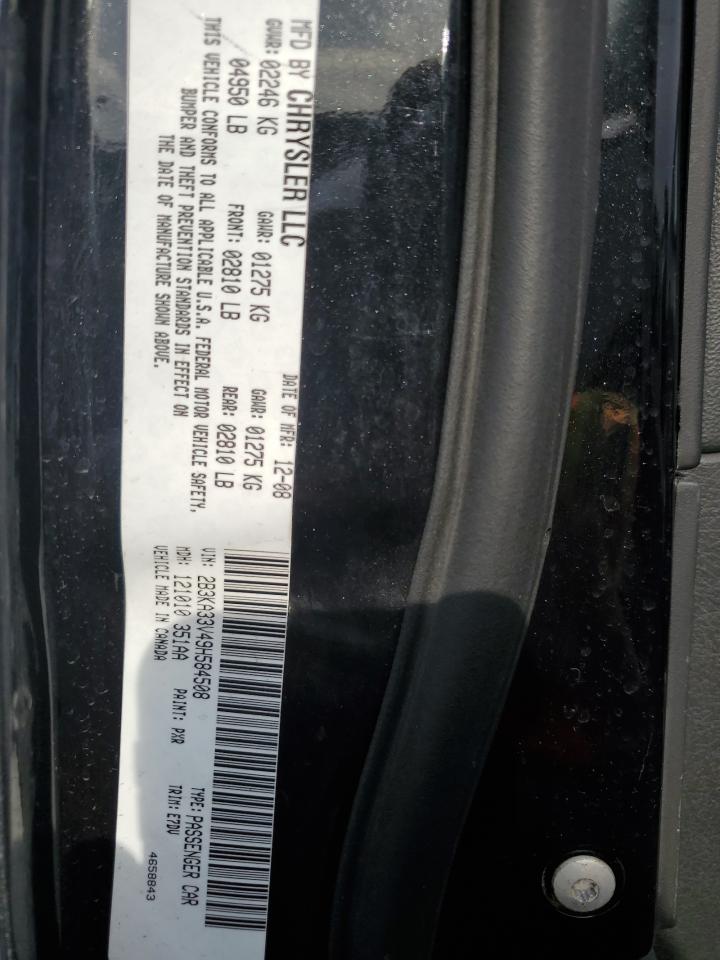 MFD BY CHRYSLER LLC
DATE OF MFR: 12-08
GVWR: 02246 KG GAWR: 01275 KG GAWR: 01275 KG
04950 LB FRONT: 02810 LB REAR: 02810 LB
THIS VEHICLE CONFORMS TO ALL APPLICABLE U.S.A. FEDERAL MOTOR VEHICLE SAFETY,
BUMPER AND THEFT PREVENTION STANDARDS IN EFFECT ON
THE DATE OF MANUFACTURE SHOWN ABOVE.
VIN: 2B3KA33V49H584508 TYPE: PASSENGER CAR
MDH: 121010 351AA PAINT: PXR TRIM: E7DV
VEHICLE MADE IN CANADA
4658843